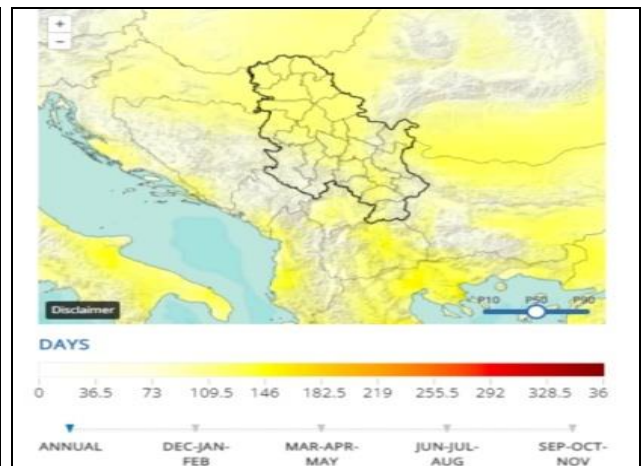 +
−
Disclaimer
P10 P50 P90
DAYS
0 36.5 73 109.5 146 182.5 219 255.5 292 328.5 36
ANNUAL DEC-JAN-FEB MAR-APR-MAY JUN-JUL-AUG SEP-OCT-NOV